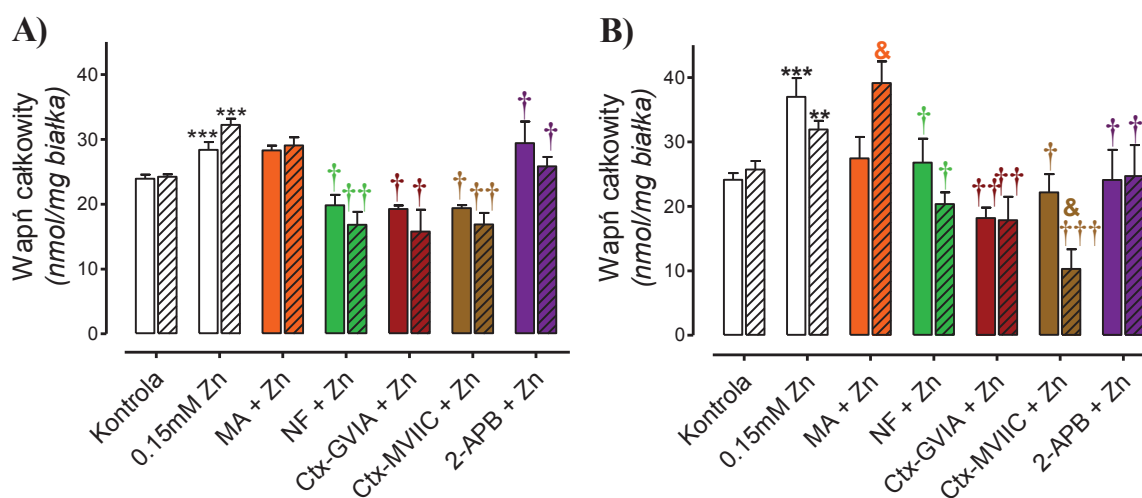 A)
Wapń całkowity
(nmol/mg białka)
40
30
20
10
0
***
***
†
††
†
†
†
††
†
†
Kontrola
0.15mM Zn
MA + Zn
NF + Zn
Ctx-GVIA + Zn
Ctx-MVIIC + Zn
2-APB + Zn
B)
Wapń całkowity
(nmol/mg białka)
40
30
20
10
0
***
**
&
†
†
††
††
†
&
†††
†
†
Kontrola
0.15mM Zn
MA + Zn
NF + Zn
Ctx-GVIA + Zn
Ctx-MVIIC + Zn
2-APB + Zn